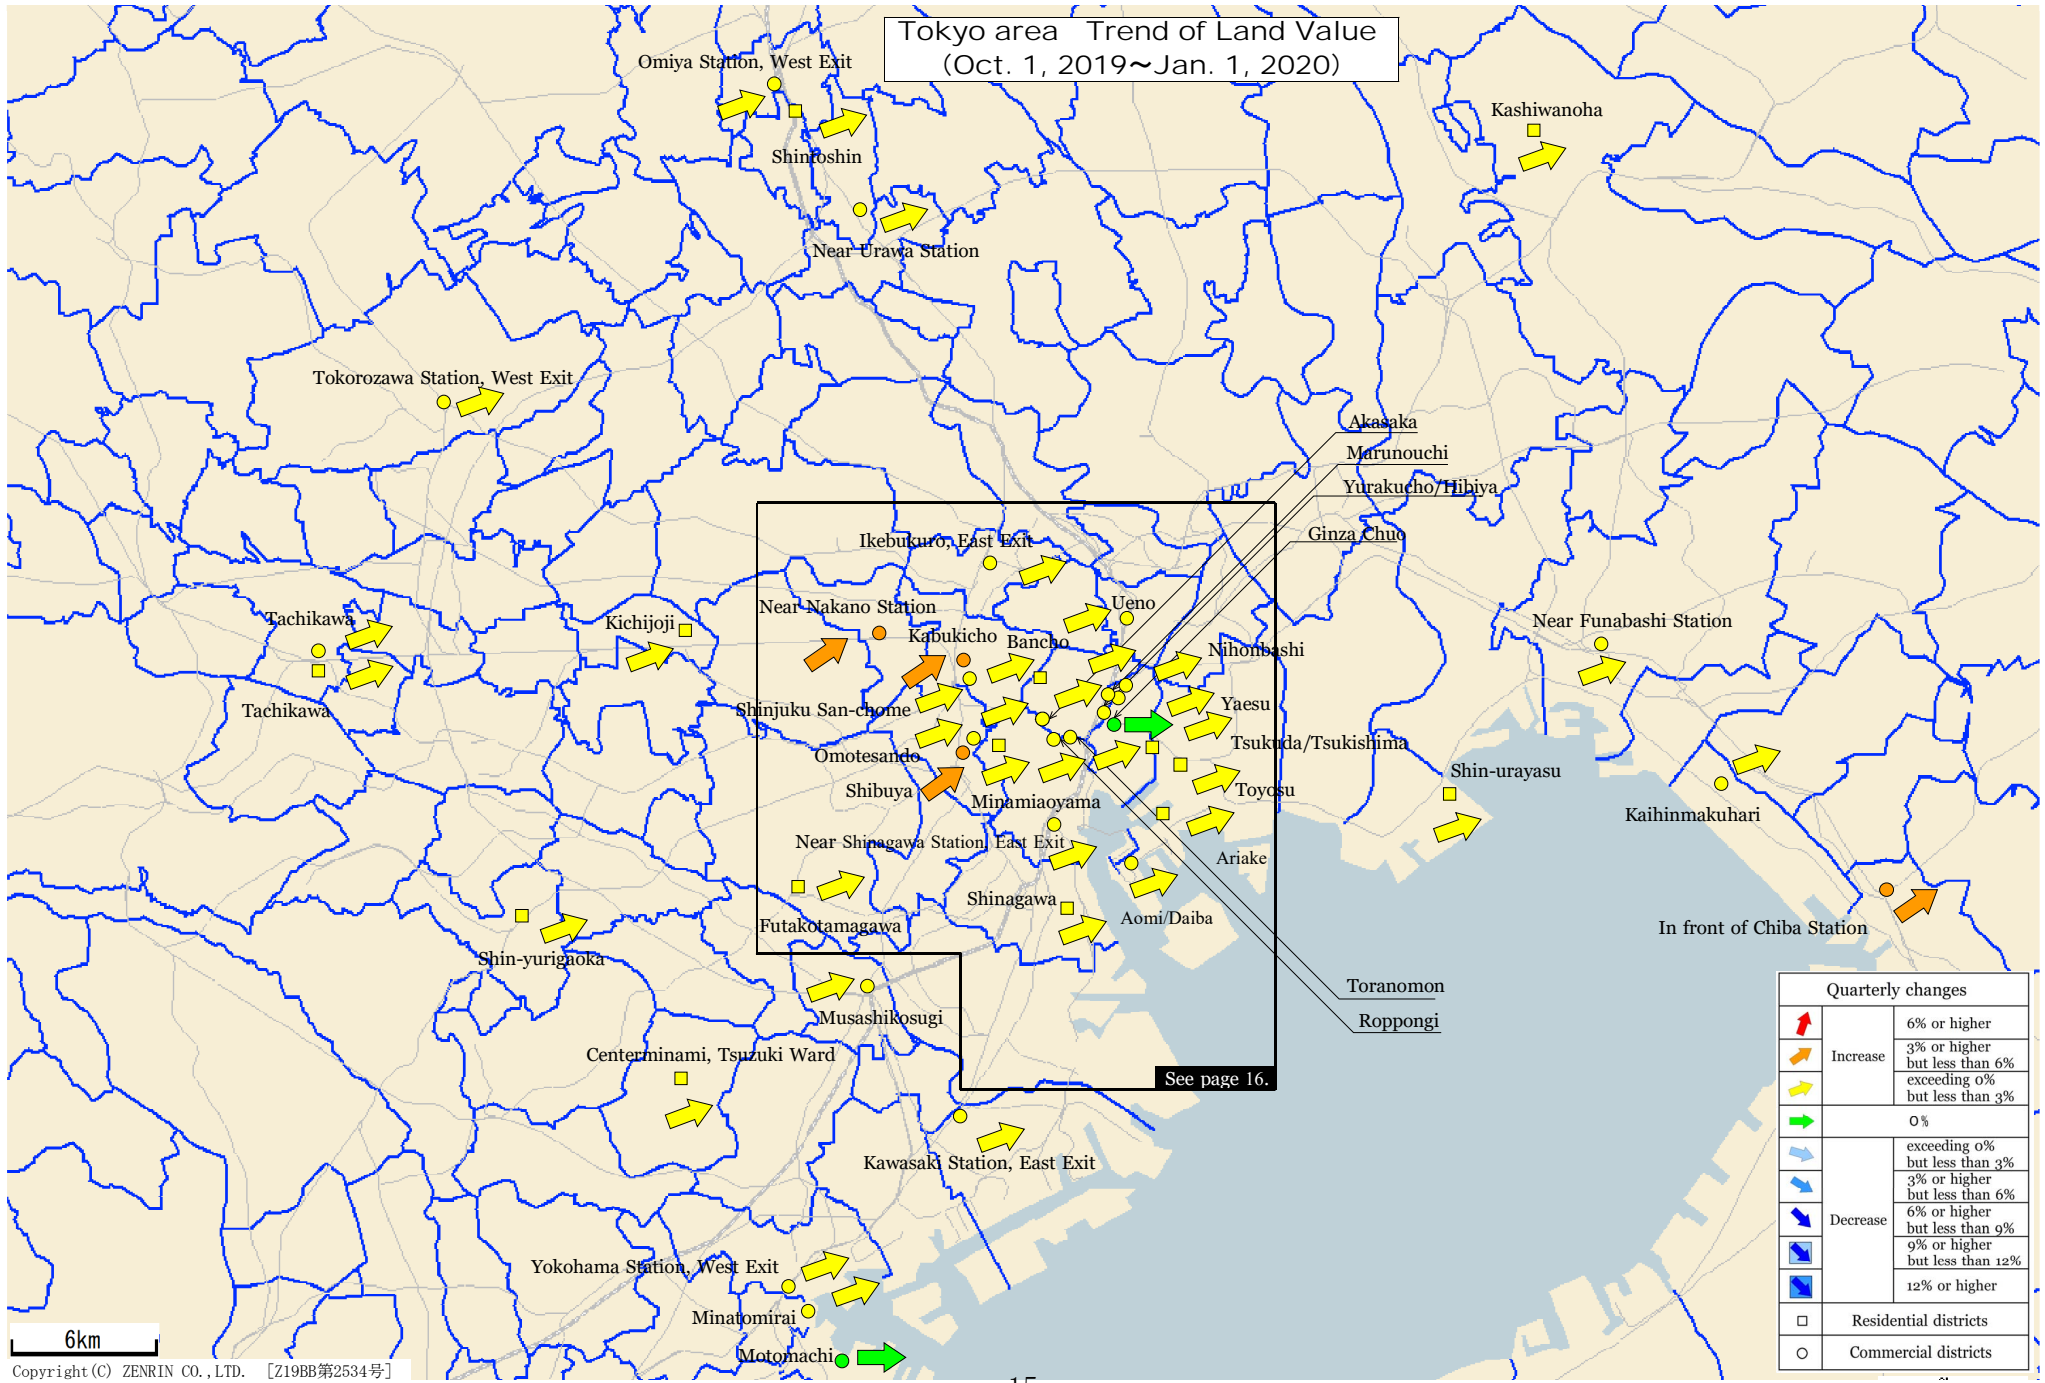 Tokyo area Trend of Land Value
(Oct. 1, 2019～Jan. 1, 2020)
Omiya Station, West Exit
Kashiwanoha
Shintoshin
Near Urawa Station
Tokorozawa Station, West Exit
Akasaka
Marunouchi
Yurakucho/Hibiya
Ginza Chuo
Ikebukuro, East Exit
Near Nakano Station
Ueno
Tachikawa
Kichijoji
Kabukicho
Bancho
Nihonbashi
Near Funabashi Station
Tachikawa
Shinjuku San-chome
Yaesu
Tsukuda/Tsukishima
Omotesando
Shibuya
Minamiaoyama
Toyosu
Shin-urayasu
Kaihinmakuhari
Near Shinagawa Station, East Exit
Ariake
Shinagawa
Aomi/Daiba
Futakotamagawa
In front of Chiba Station
Shin-yurigaoka
Toranomon
Roppongi
Musashikosugi
Centerminami, Tsuzuki Ward
See page 16.
Kawasaki Station, East Exit
Yokohama Station, West Exit
Minatomirai
Motomachi
Quarterly changes
Increase
6% or higher
3% or higher
but less than 6%
exceeding 0%
but less than 3%
0%
Decrease
exceeding 0%
but less than 3%
3% or higher
but less than 6%
6% or higher
but less than 9%
9% or higher
but less than 12%
12% or higher
Residential districts
Commercial districts
6km
Copyright(C) ZENRIN CO.,LTD. [Z19BB第2534号]
15